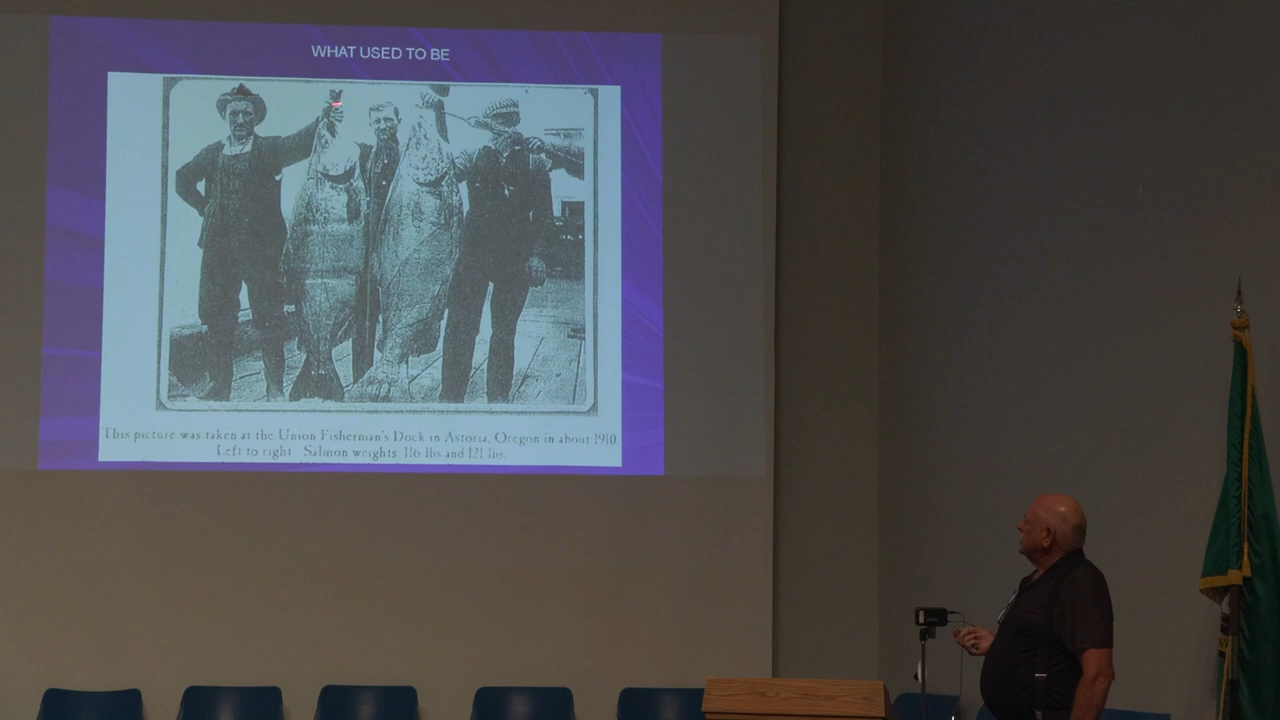 WHAT USED TO BE
This picture was taken at the Union Fisherman's Dock in Astoria, Oregon in about 1910.
Left to right Salmon weights 116 lbs and 121 lbs.